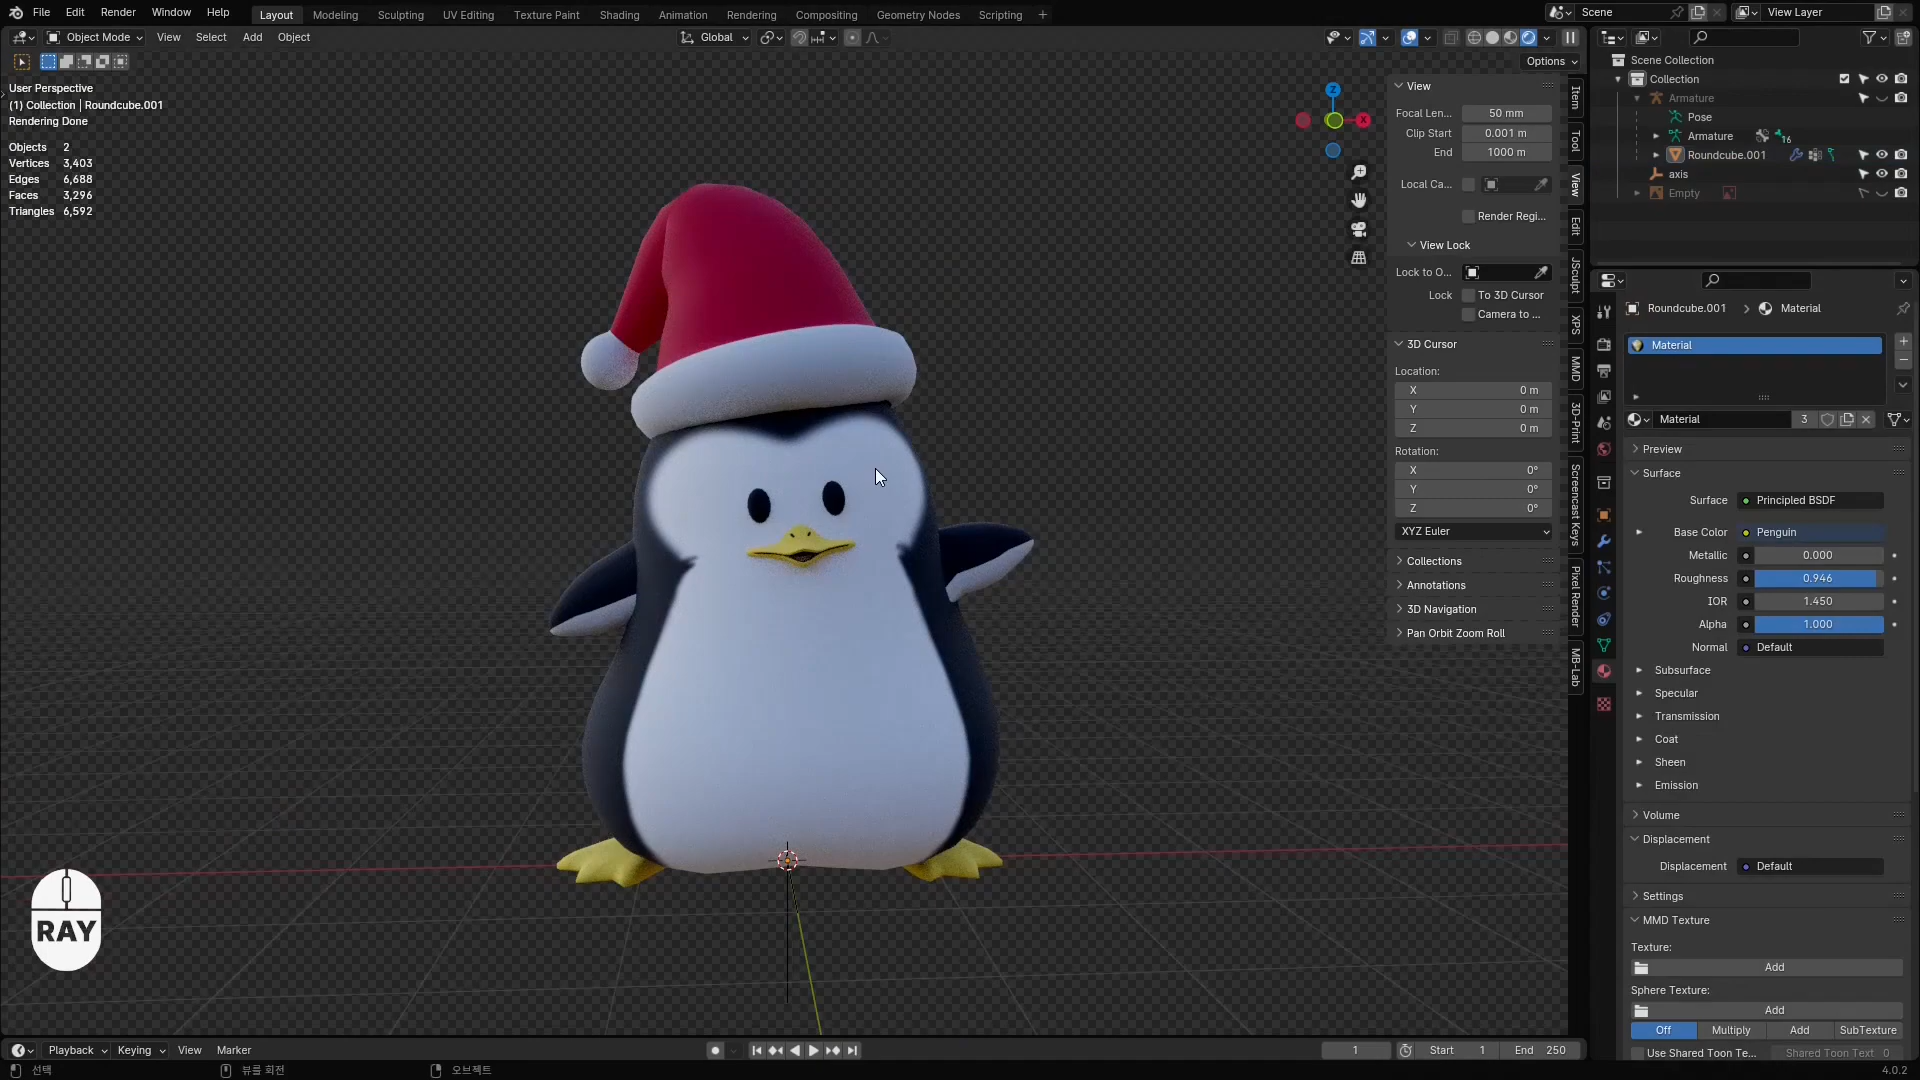 File Edit Render Window Help Layout Modeling Sculpting UV Editing Texture Paint Shading Animation Rendering Compositing Geometry Nodes Scripting + Scene View Layer
Object Mode View Select Add Object Global
Options
User Perspective
(1) Collection | Roundcube.001
Rendering Done
Objects 2
Vertices 3,403
Edges 6,688
Faces 3,296
Triangles 6,592
Z
X
View
Focal Len... 50 mm
Clip Start 0.001 m
End 1000 m
Local Ca...
Render Regi...
View Lock
Lock to O...
Lock To 3D Cursor
Camera to ...
3D Cursor
Location:
X 0 m
Y 0 m
Z 0 m
Rotation:
X 0°
Y 0°
Z 0°
XYZ Euler
Collections
Annotations
3D Navigation
Pan Orbit Zoom Roll
Item
Tool
View
Edit
JSculpt
XPS
MMD
3D-Print
Screencast Keys
Pixel Render
MB-Lab
Scene Collection
Collection
Armature
Pose
Armature 16
Roundcube.001
axis
Empty
Roundcube.001 > Material
Material
Material 3
Preview
Surface
Surface Principled BSDF
Base Color Penguin
Metallic 0.000
Roughness 0.946
IOR 1.450
Alpha 1.000
Normal Default
Subsurface
Specular
Transmission
Coat
Sheen
Emission
Volume
Displacement
Displacement Default
Settings
MMD Texture
Texture:
Add
Sphere Texture:
Add
Off Multiply Add SubTexture
Use Shared Toon Te... Shared Toon Text 0
RAY
Playback Keying View Marker 1 Start 1 End 250
선택 뷰를 회전 오브젝트 4.0.2